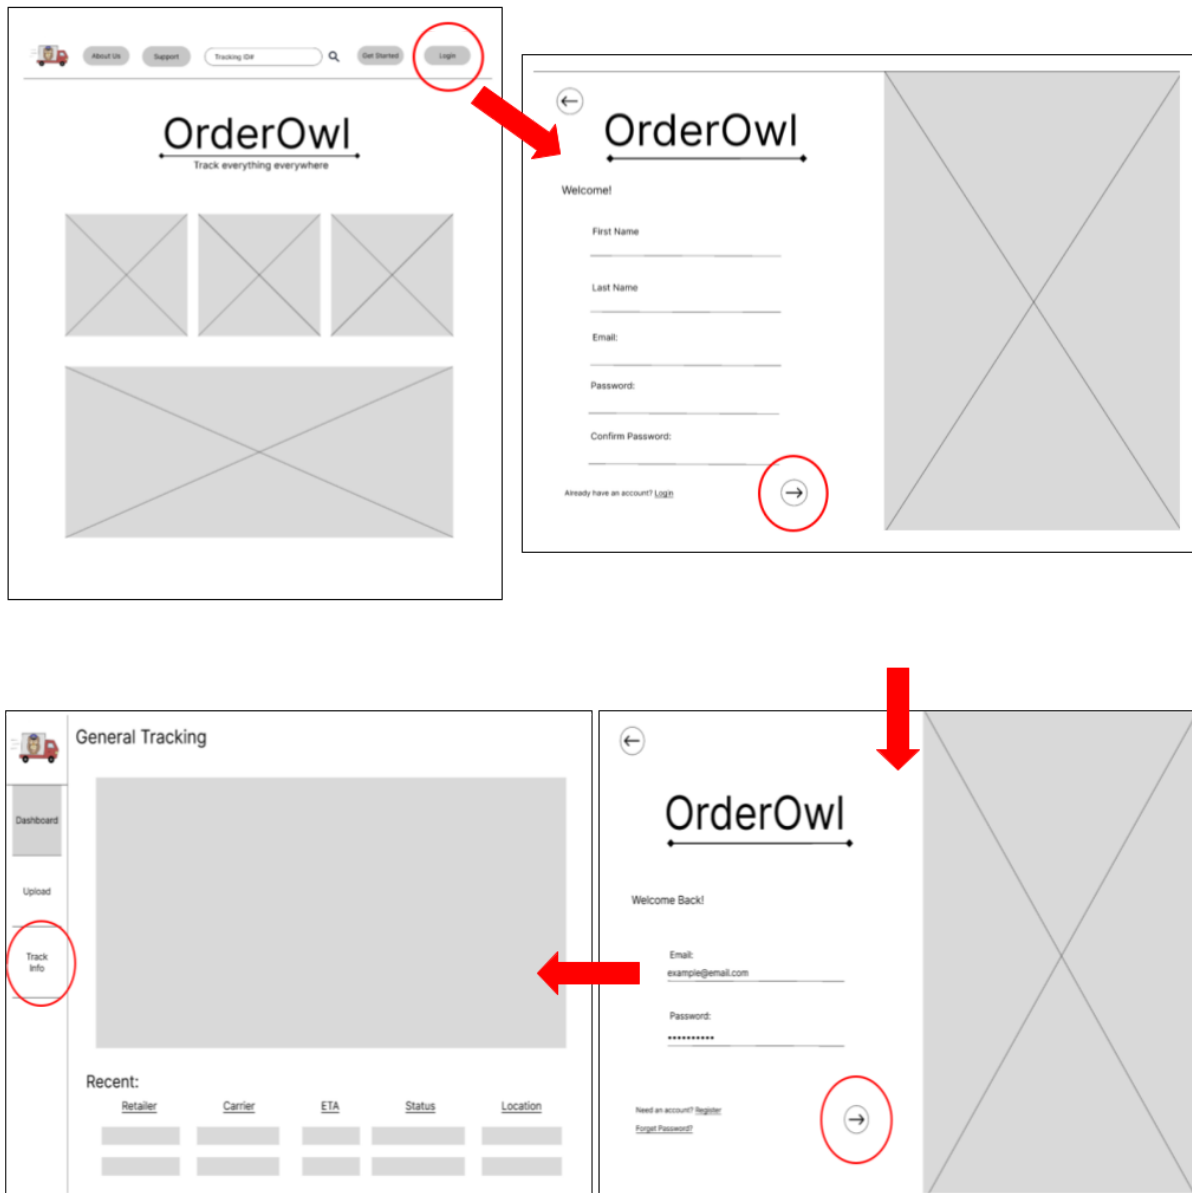 About Us
Support
Tracking ID#
Get Started
Login
OrderOwl
Track everything everywhere
OrderOwl
Welcome!
First Name
Last Name
Email:
Password:
Confirm Password:
Already have an account? Login
General Tracking
Dashboard
Upload
Track
Info
Recent:
Retailer Carrier ETA Status Location
OrderOwl
Welcome Back!
Email:
example@email.com
Password:
Need an account? Register
Forgot Password?